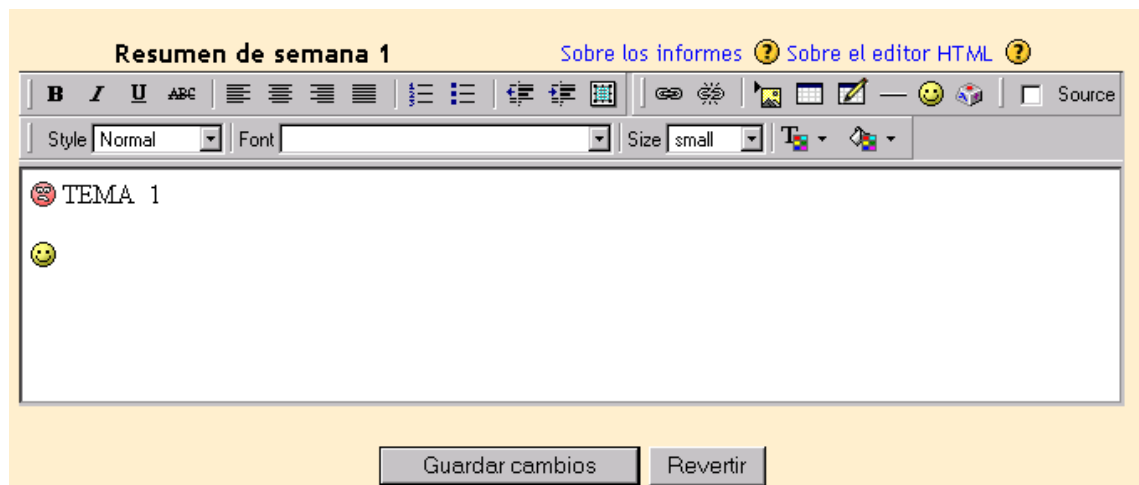 Resumen de semana 1 Sobre los informes ? Sobre el editor HTML ?
B I U ABC Source
Style Normal Font Size small T
TEMA 1
Guardar cambios Revertir